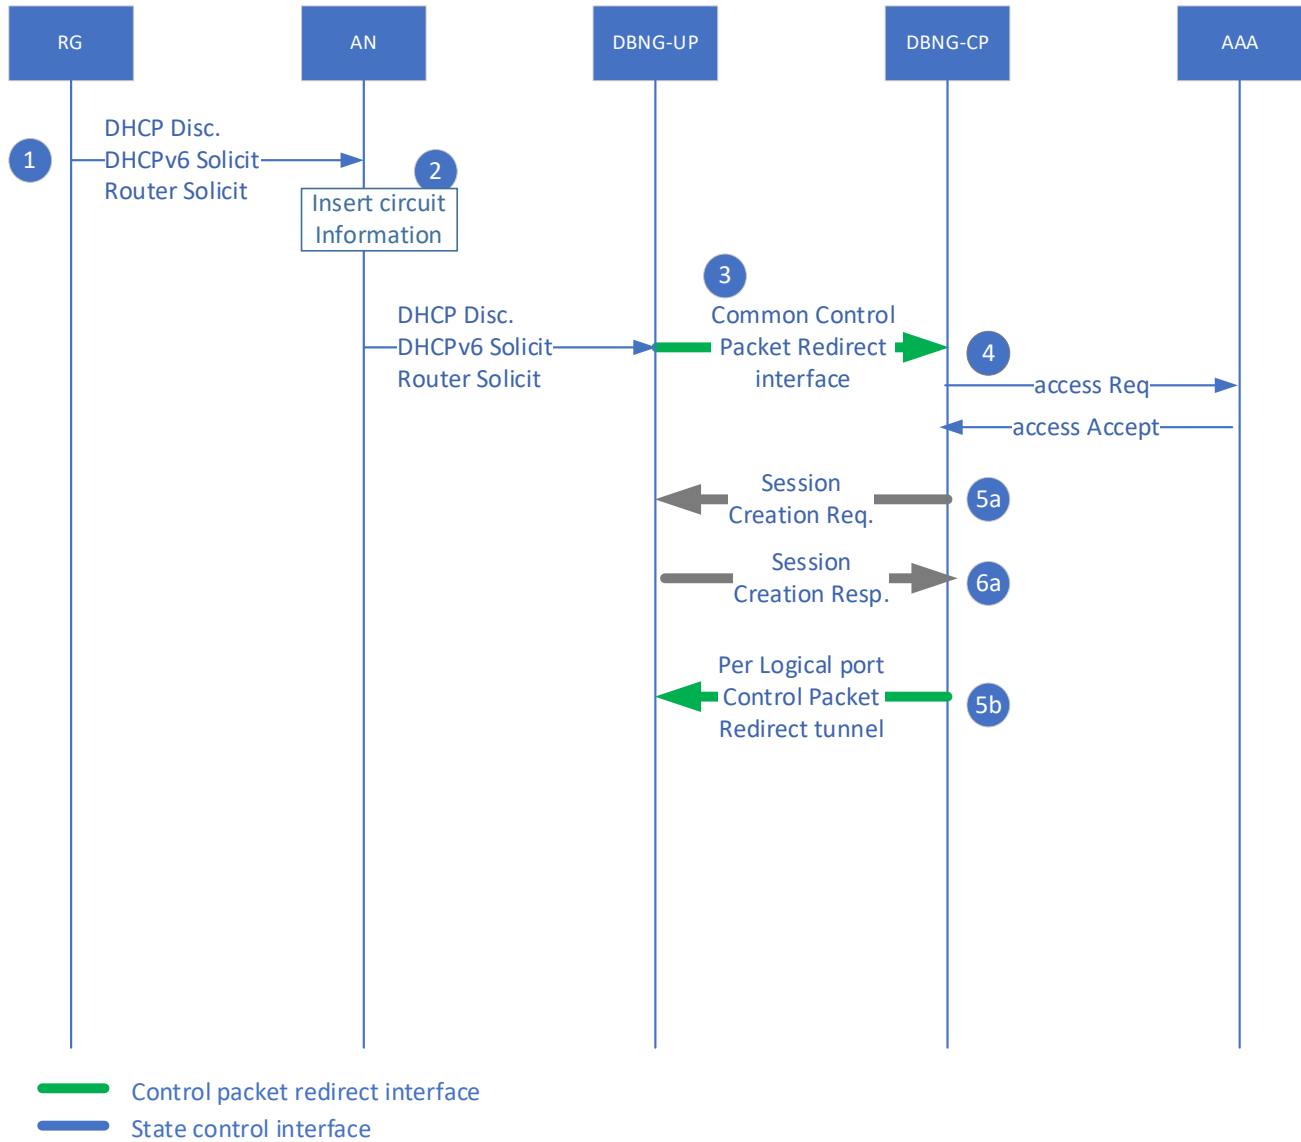 RG
AN
DBNG-UP
DBNG-CP
AAA
1
DHCP Disc.
DHCPv6 Solicit
Router Solicit
2
Insert circuit
Information
DHCP Disc.
DHCPv6 Solicit
Router Solicit
3
Common Control
Packet Redirect
interface
4
access Req
access Accept
Session
Creation Req.
5a
Session
Creation Resp.
6a
Per Logical port
Control Packet
Redirect tunnel
5b
Control packet redirect interface
State control interface